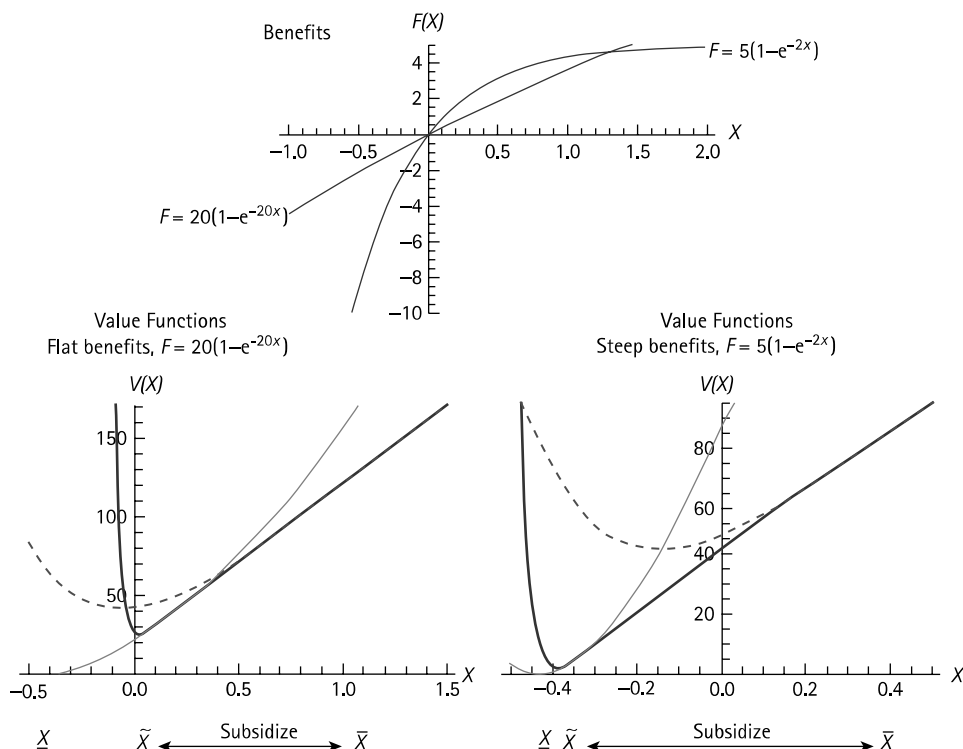 F(X)
Benefits
4
2
−2
−4
−6
−8
−10
−1.0 −0.5 0.0 0.5 1.0 1.5 2.0 X
F = 5(1−e^{−2x})
F = 20(1−e^{−20x})
Value Functions
Flat benefits, F = 20(1−e^{−20x})
V(X)
150
100
50
−0.5 0.0 0.5 1.0 1.5 X
X̲ X̃ Subsidize X̅
Value Functions
Steep benefits, F = 5(1−e^{−2x})
V(X)
80
60
40
20
−0.4 −0.2 0.0 0.2 0.4 X
X̲ X̃ Subsidize X̅